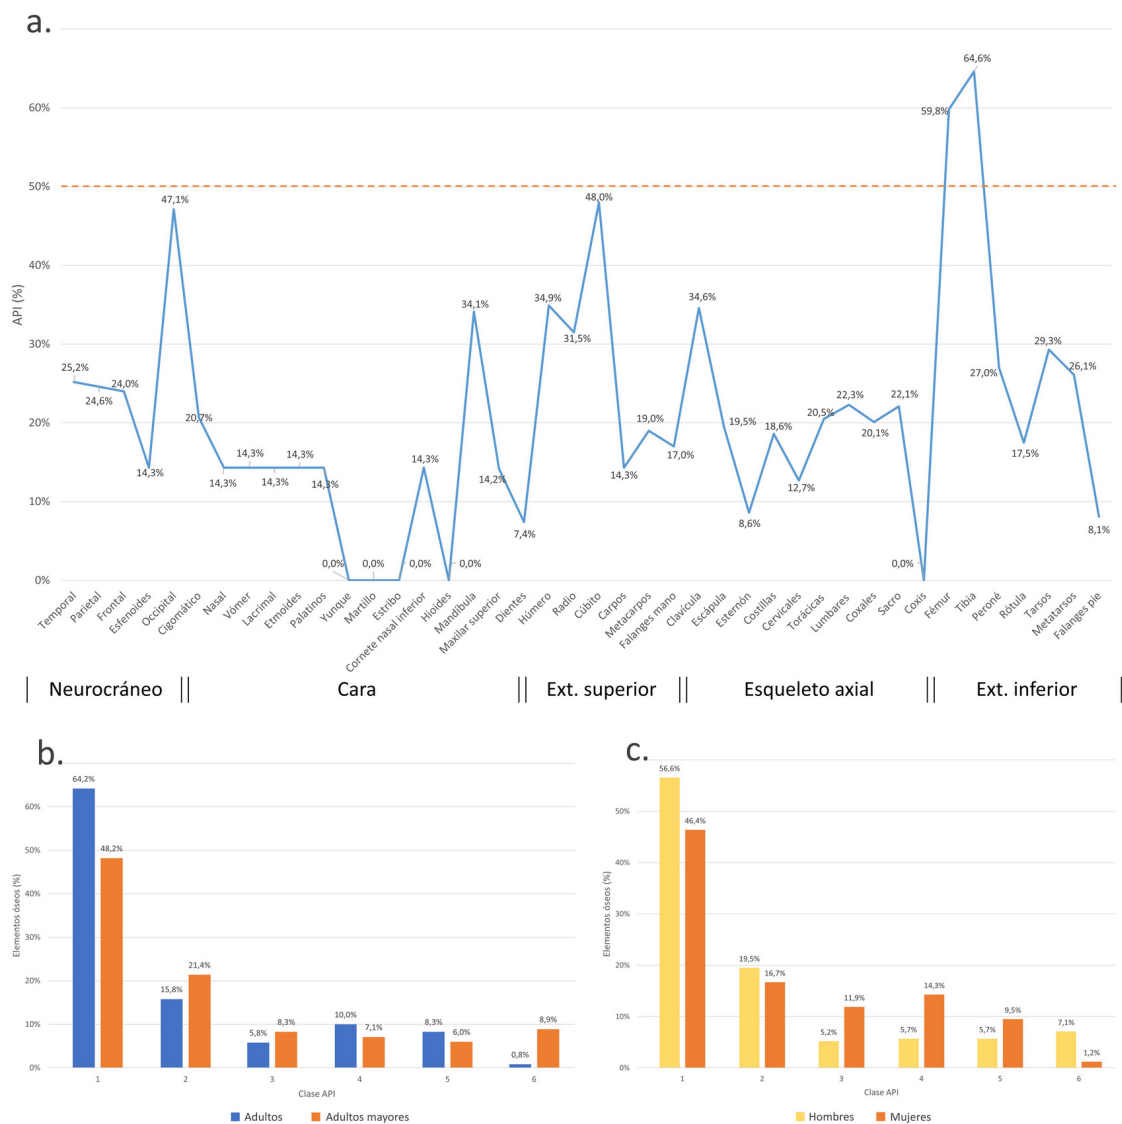 a.
API (%)
60%
50%
40%
30%
20%
10%
0%
25,2%
24,6%
24,0%
14,3%
47,1%
20,7%
14,3%
14,3%
14,3%
14,3%
14,3%
0,0%
0,0%
0,0%
14,3%
0,0%
34,1%
14,2%
7,4%
34,9%
31,5%
48,0%
14,3%
19,0%
17,0%
34,6%
19,5%
8,6%
18,6%
12,7%
20,5%
22,3%
20,1%
22,1%
0,0%
59,8%
64,6%
27,0%
17,5%
29,3%
26,1%
8,1%
Temporal
Parietal
Frontal
Esfenoides
Occipital
Cigomático
Nasal
Vómer
Lacrimal
Etmoides
Palatinos
Yunque
Martillo
Estribo
Cornete nasal inferior
Hioides
Mandíbula
Maxilar superior
Dientes
Húmero
Radio
Cúbito
Carpos
Metacarpos
Falanges mano
Clavícula
Escápula
Esternón
Costillas
Cervicales
Torácicas
Lumbares
Coxales
Sacro
Coxis
Fémur
Tibia
Peroné
Rótula
Tarsos
Metatarsos
Falanges pie
| Neurocráneo || Cara || Ext. superior || Esqueleto axial || Ext. inferior |
b.
Elementos óseos (%)
60%
50%
40%
30%
20%
10%
0%
64,2%
48,2%
15,8%
21,4%
5,8%
8,3%
10,0%
7,1%
8,3%
6,0%
0,8%
8,9%
1 2 3 4 5 6
Clase API
Adultos Adultos mayores
c.
Elementos óseos (%)
50%
40%
30%
20%
10%
0%
56,6%
46,4%
19,5%
16,7%
5,2%
11,9%
5,7%
14,3%
5,7%
9,5%
7,1%
1,2%
1 2 3 4 5 6
Clase API
Hombres Mujeres